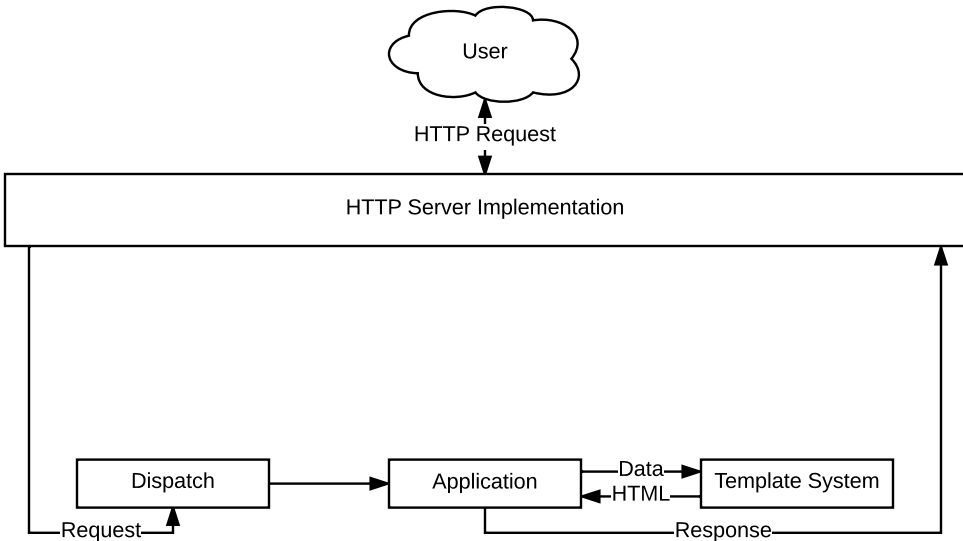 User
HTTP Request
HTTP Server Implementation
Dispatch
Application
Data
HTML
Template System
Request
Response